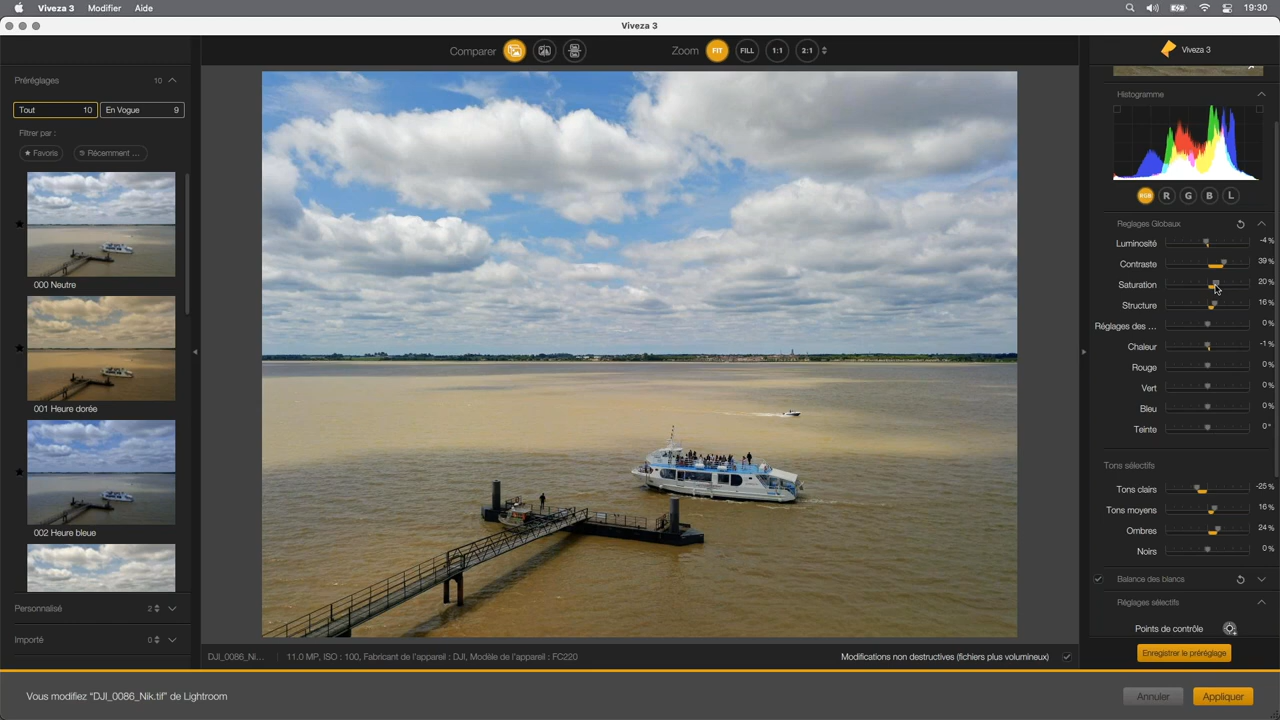 Viveza 3 Modifier Aide 19:30
Viveza 3
Comparer Zoom FIT FILL 1:1 2:1
Viveza 3
Préréglages 10
Tout 10 En Vogue 9
Filtrer par :
★ Favoris Récemment ...
000 Neutre
001 Heure dorée
002 Heure bleue
Personnalisé 2
Importé 0
Histogramme
RGB R G B L
Reglages Globaux
Luminosité -4 %
Contraste 39 %
Saturation 20 %
Structure 16 %
Réglages des ... 0 %
Chaleur -1 %
Rouge 0 %
Vert 0 %
Bleu 0 %
Teinte 0°
Tons sélectifs
Tons clairs -25 %
Tons moyens 16 %
Ombres 24 %
Noirs 0 %
Balance des blancs
Réglages sélectifs
Points de contrôle
Enregistrer le préréglage
DJI_0086_Ni... 11.0 MP, ISO : 100, Fabricant de l'appareil : DJI, Modèle de l'appareil : FC220 Modifications non destructives (fichiers plus volumineux)
Vous modifiez “DJI_0086_Nik.tif” de Lightroom Annuler Appliquer